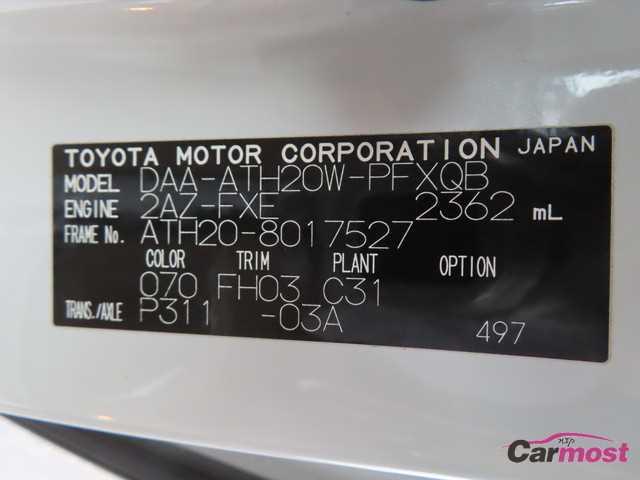 TOYOTA MOTOR CORPORATION JAPAN
MODEL DAA-ATH20W-PFXQB
ENGINE 2AZ-FXE 2362 mL
FRAME No. ATH20-8017527
COLOR TRIM PLANT OPTION
070 FH03 C31
TRANS./AXLE P311 -03A
497
Carmost